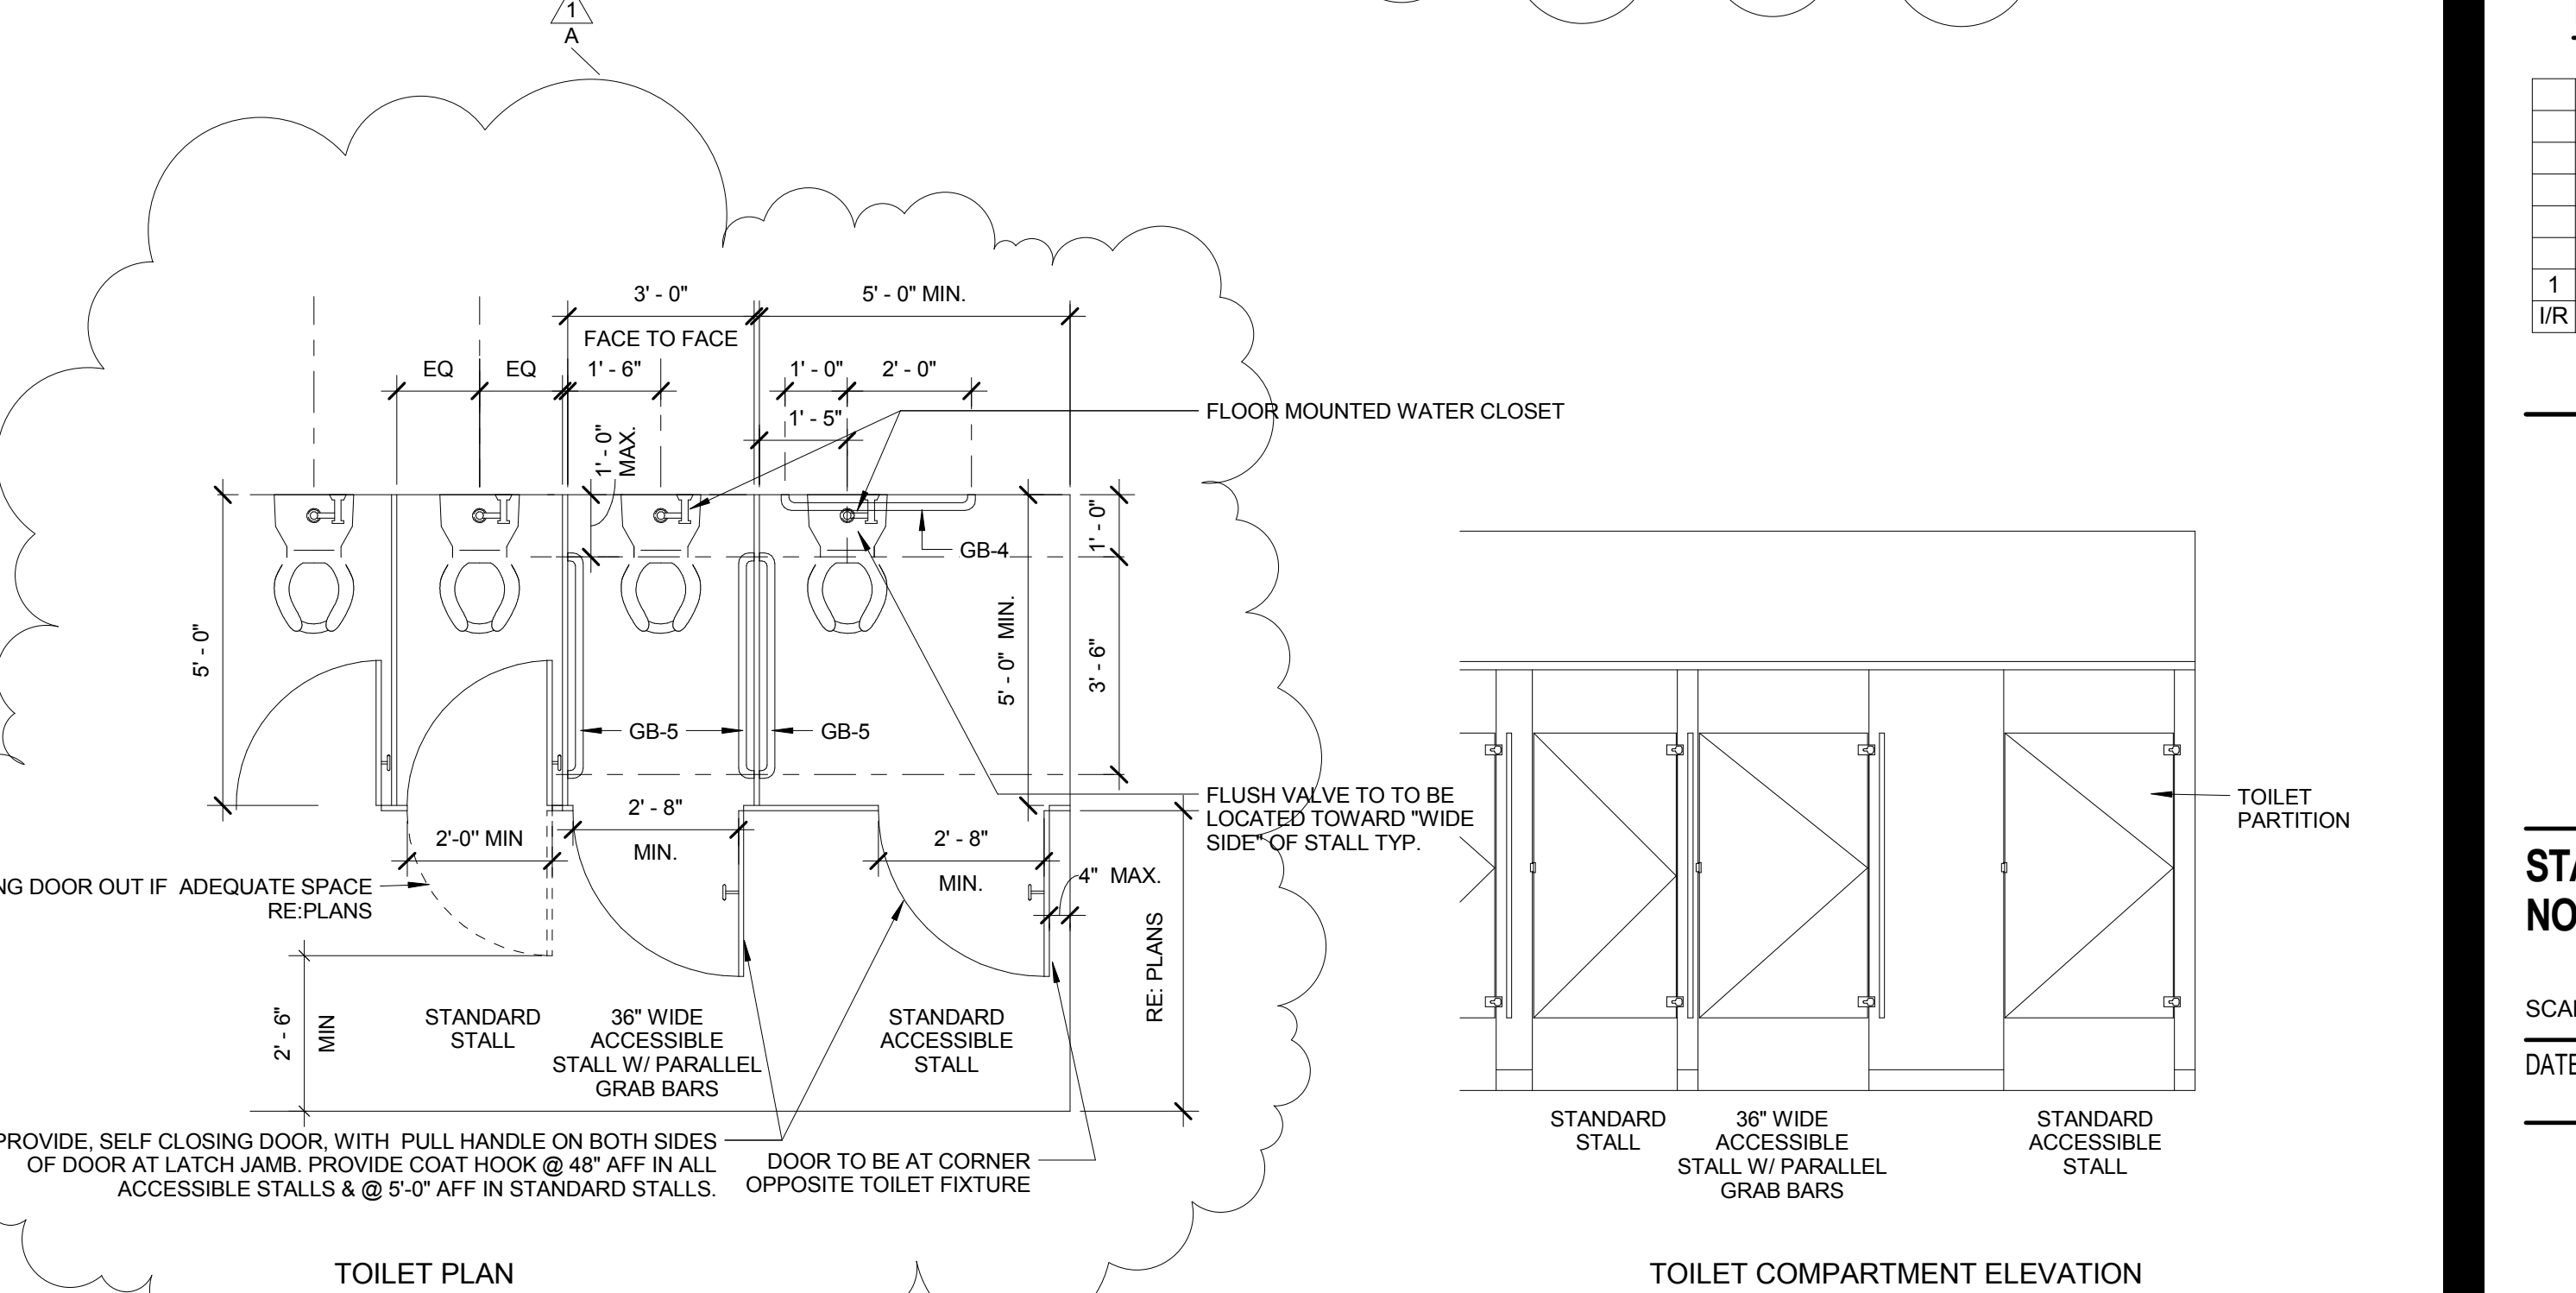 1
A
3' - 0"
5' - 0" MIN.
FACE TO FACE
EQ
EQ
1' - 6"
1' - 0"
2' - 0"
1' - 5"
FLOOR MOUNTED WATER CLOSET
1' - 0"
MAX.
GB-4
1' - 0"
5' - 0"
5' - 0" MIN.
3' - 6"
GB-5
GB-5
2' - 8"
MIN.
2'-0" MIN
2' - 8"
MIN.
4" MAX.
FLUSH VALVE TO TO BE
LOCATED TOWARD "WIDE
SIDE" OF STALL TYP.
NG DOOR OUT IF ADEQUATE SPACE
RE:PLANS
RE: PLANS
2' - 6"
MIN
STANDARD
STALL
36" WIDE
ACCESSIBLE
STALL W/ PARALLEL
GRAB BARS
STANDARD
ACCESSIBLE
STALL
PROVIDE, SELF CLOSING DOOR, WITH PULL HANDLE ON BOTH SIDES
OF DOOR AT LATCH JAMB. PROVIDE COAT HOOK @ 48" AFF IN ALL
ACCESSIBLE STALLS & @ 5'-0" AFF IN STANDARD STALLS.
DOOR TO BE AT CORNER
OPPOSITE TOILET FIXTURE
TOILET PLAN
TOILET
PARTITION
STANDARD
STALL
36" WIDE
ACCESSIBLE
STALL W/ PARALLEL
GRAB BARS
STANDARD
ACCESSIBLE
STALL
TOILET COMPARTMENT ELEVATION
1
I/R
STA
NO
SCAL
DATE